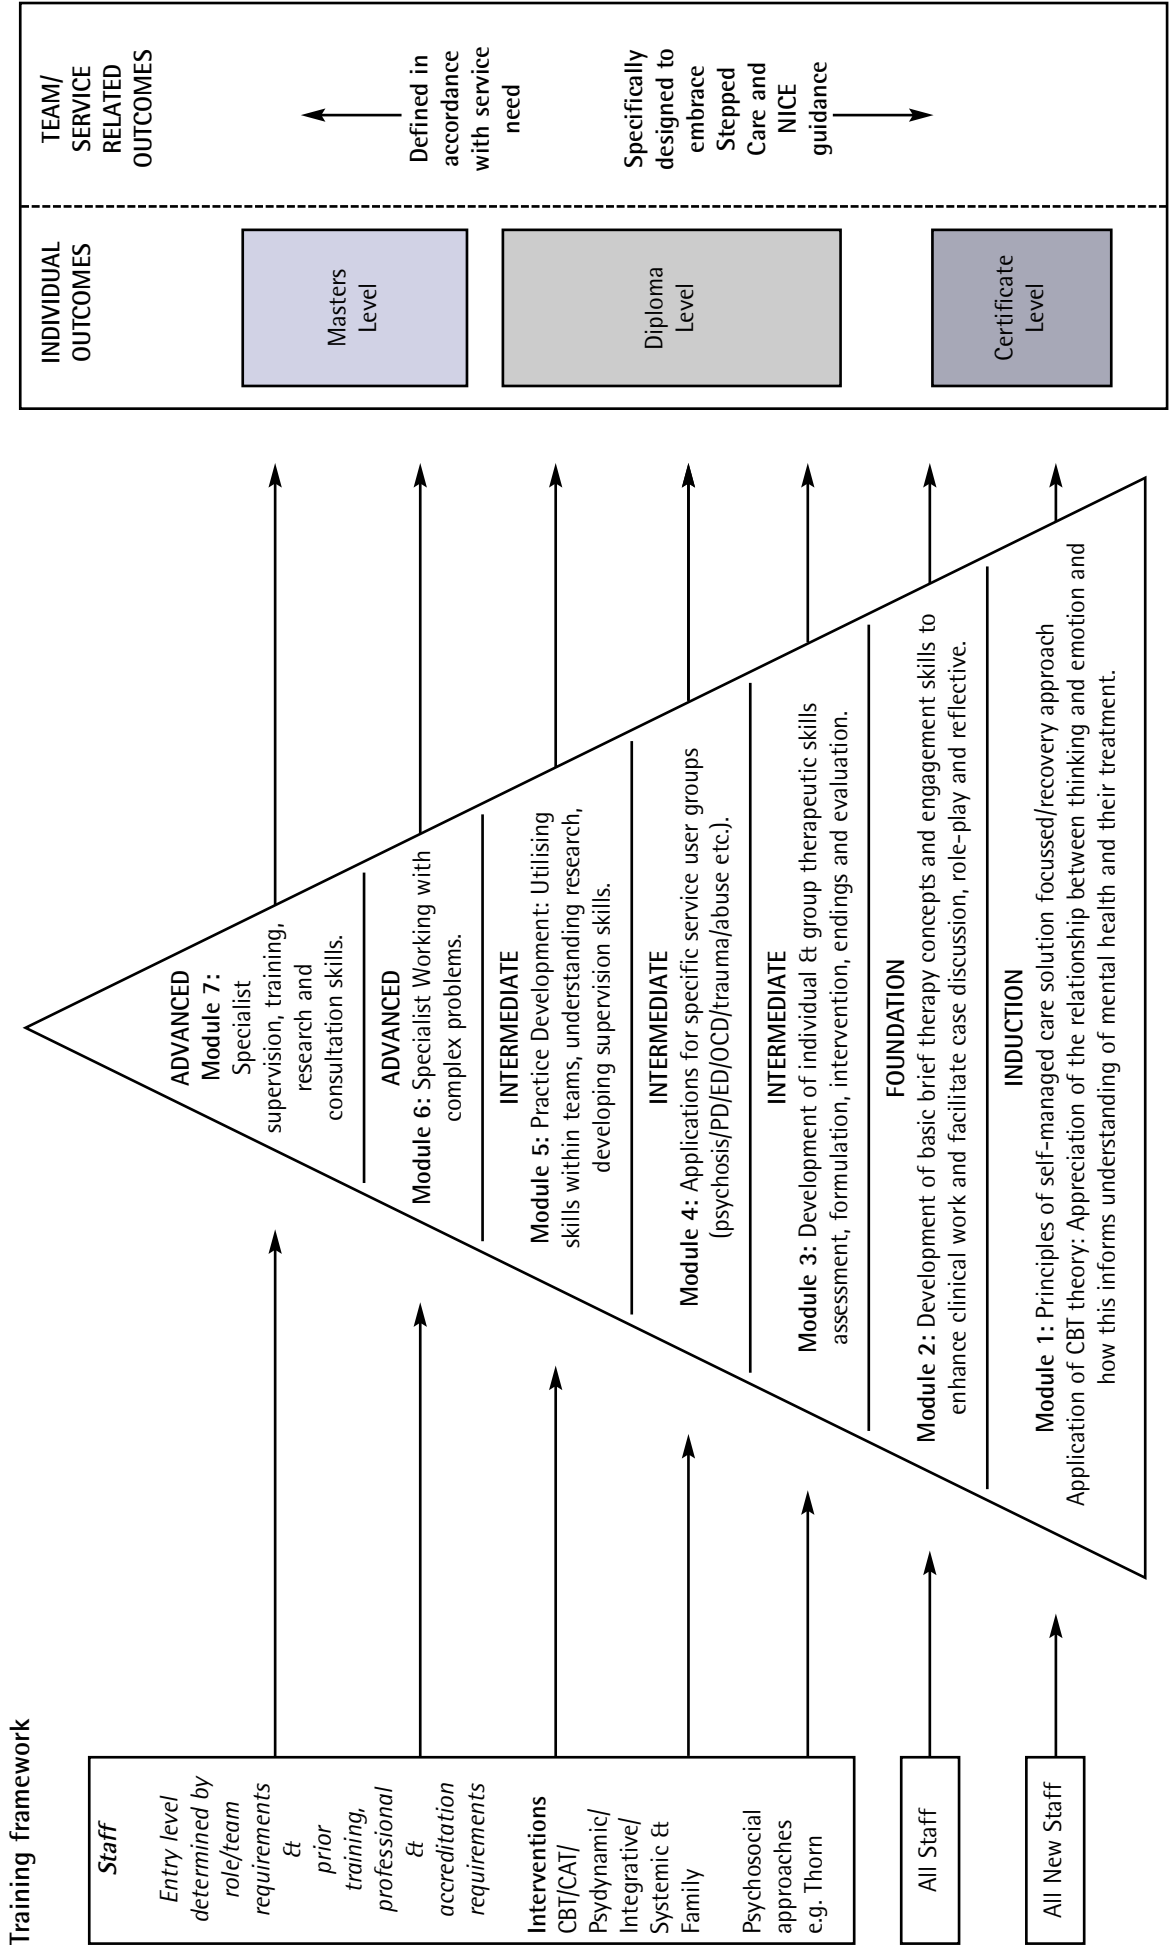 Training framework
Staff
Entry level
determined by
role/team
requirements
&
prior
training,
professional
&
accreditation
requirements
Interventions
CBT/CAT/
Psydynamic/
Integrative/
Systemic &
Family
Psychosocial
approaches
e.g. Thorn
All Staff
All New Staff
ADVANCED
Module 7:
Specialist
supervision, training,
research and
consultation skills.
ADVANCED
Module 6: Specialist Working with
complex problems.
INTERMEDIATE
Module 5: Practice Development: Utilising
skills within teams, understanding research,
developing supervision skills.
INTERMEDIATE
Module 4: Applications for specific service user groups
(psychosis/PD/ED/OCD/trauma/abuse etc.).
INTERMEDIATE
Module 3: Development of individual & group therapeutic skills
assessment, formulation, intervention, endings and evaluation.
FOUNDATION
Module 2: Development of basic brief therapy concepts and engagement skills to
enhance clinical work and facilitate case discussion, role-play and reflective.
INDUCTION
Module 1: Principles of self-managed care solution focussed/recovery approach
Application of CBT theory: Appreciation of the relationship between thinking and emotion and
how this informs understanding of mental health and their treatment.
INDIVIDUAL
OUTCOMES
Masters
Level
Diploma
Level
Certificate
Level
TEAM/
SERVICE
RELATED
OUTCOMES
Defined in
accordance
with service
need
Specifically
designed to
embrace
Stepped
Care and
NICE
guidance